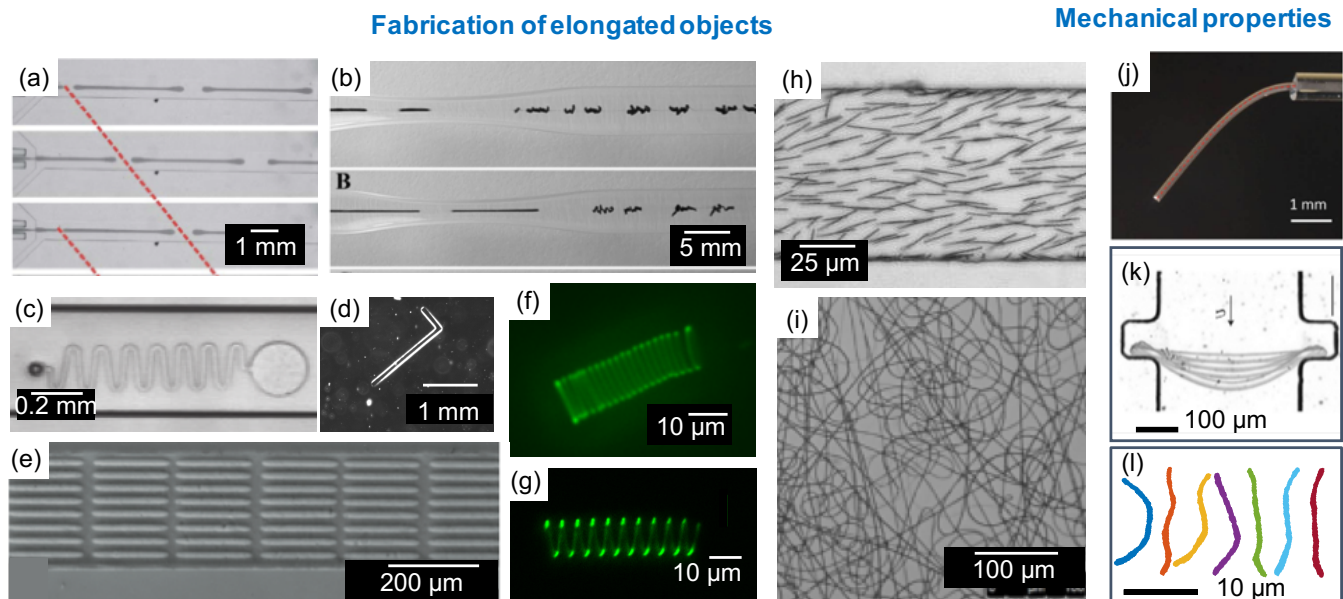 Fabrication of elongated objects
Mechanical properties
(a)
1 mm
(b)
B
5 mm
(c)
0.2 mm
(d)
1 mm
(e)
200 µm
(f)
10 µm
(g)
10 µm
(h)
25 µm
(i)
100 µm
(j)
1 mm
(k)
U
100 µm
(l)
10 µm